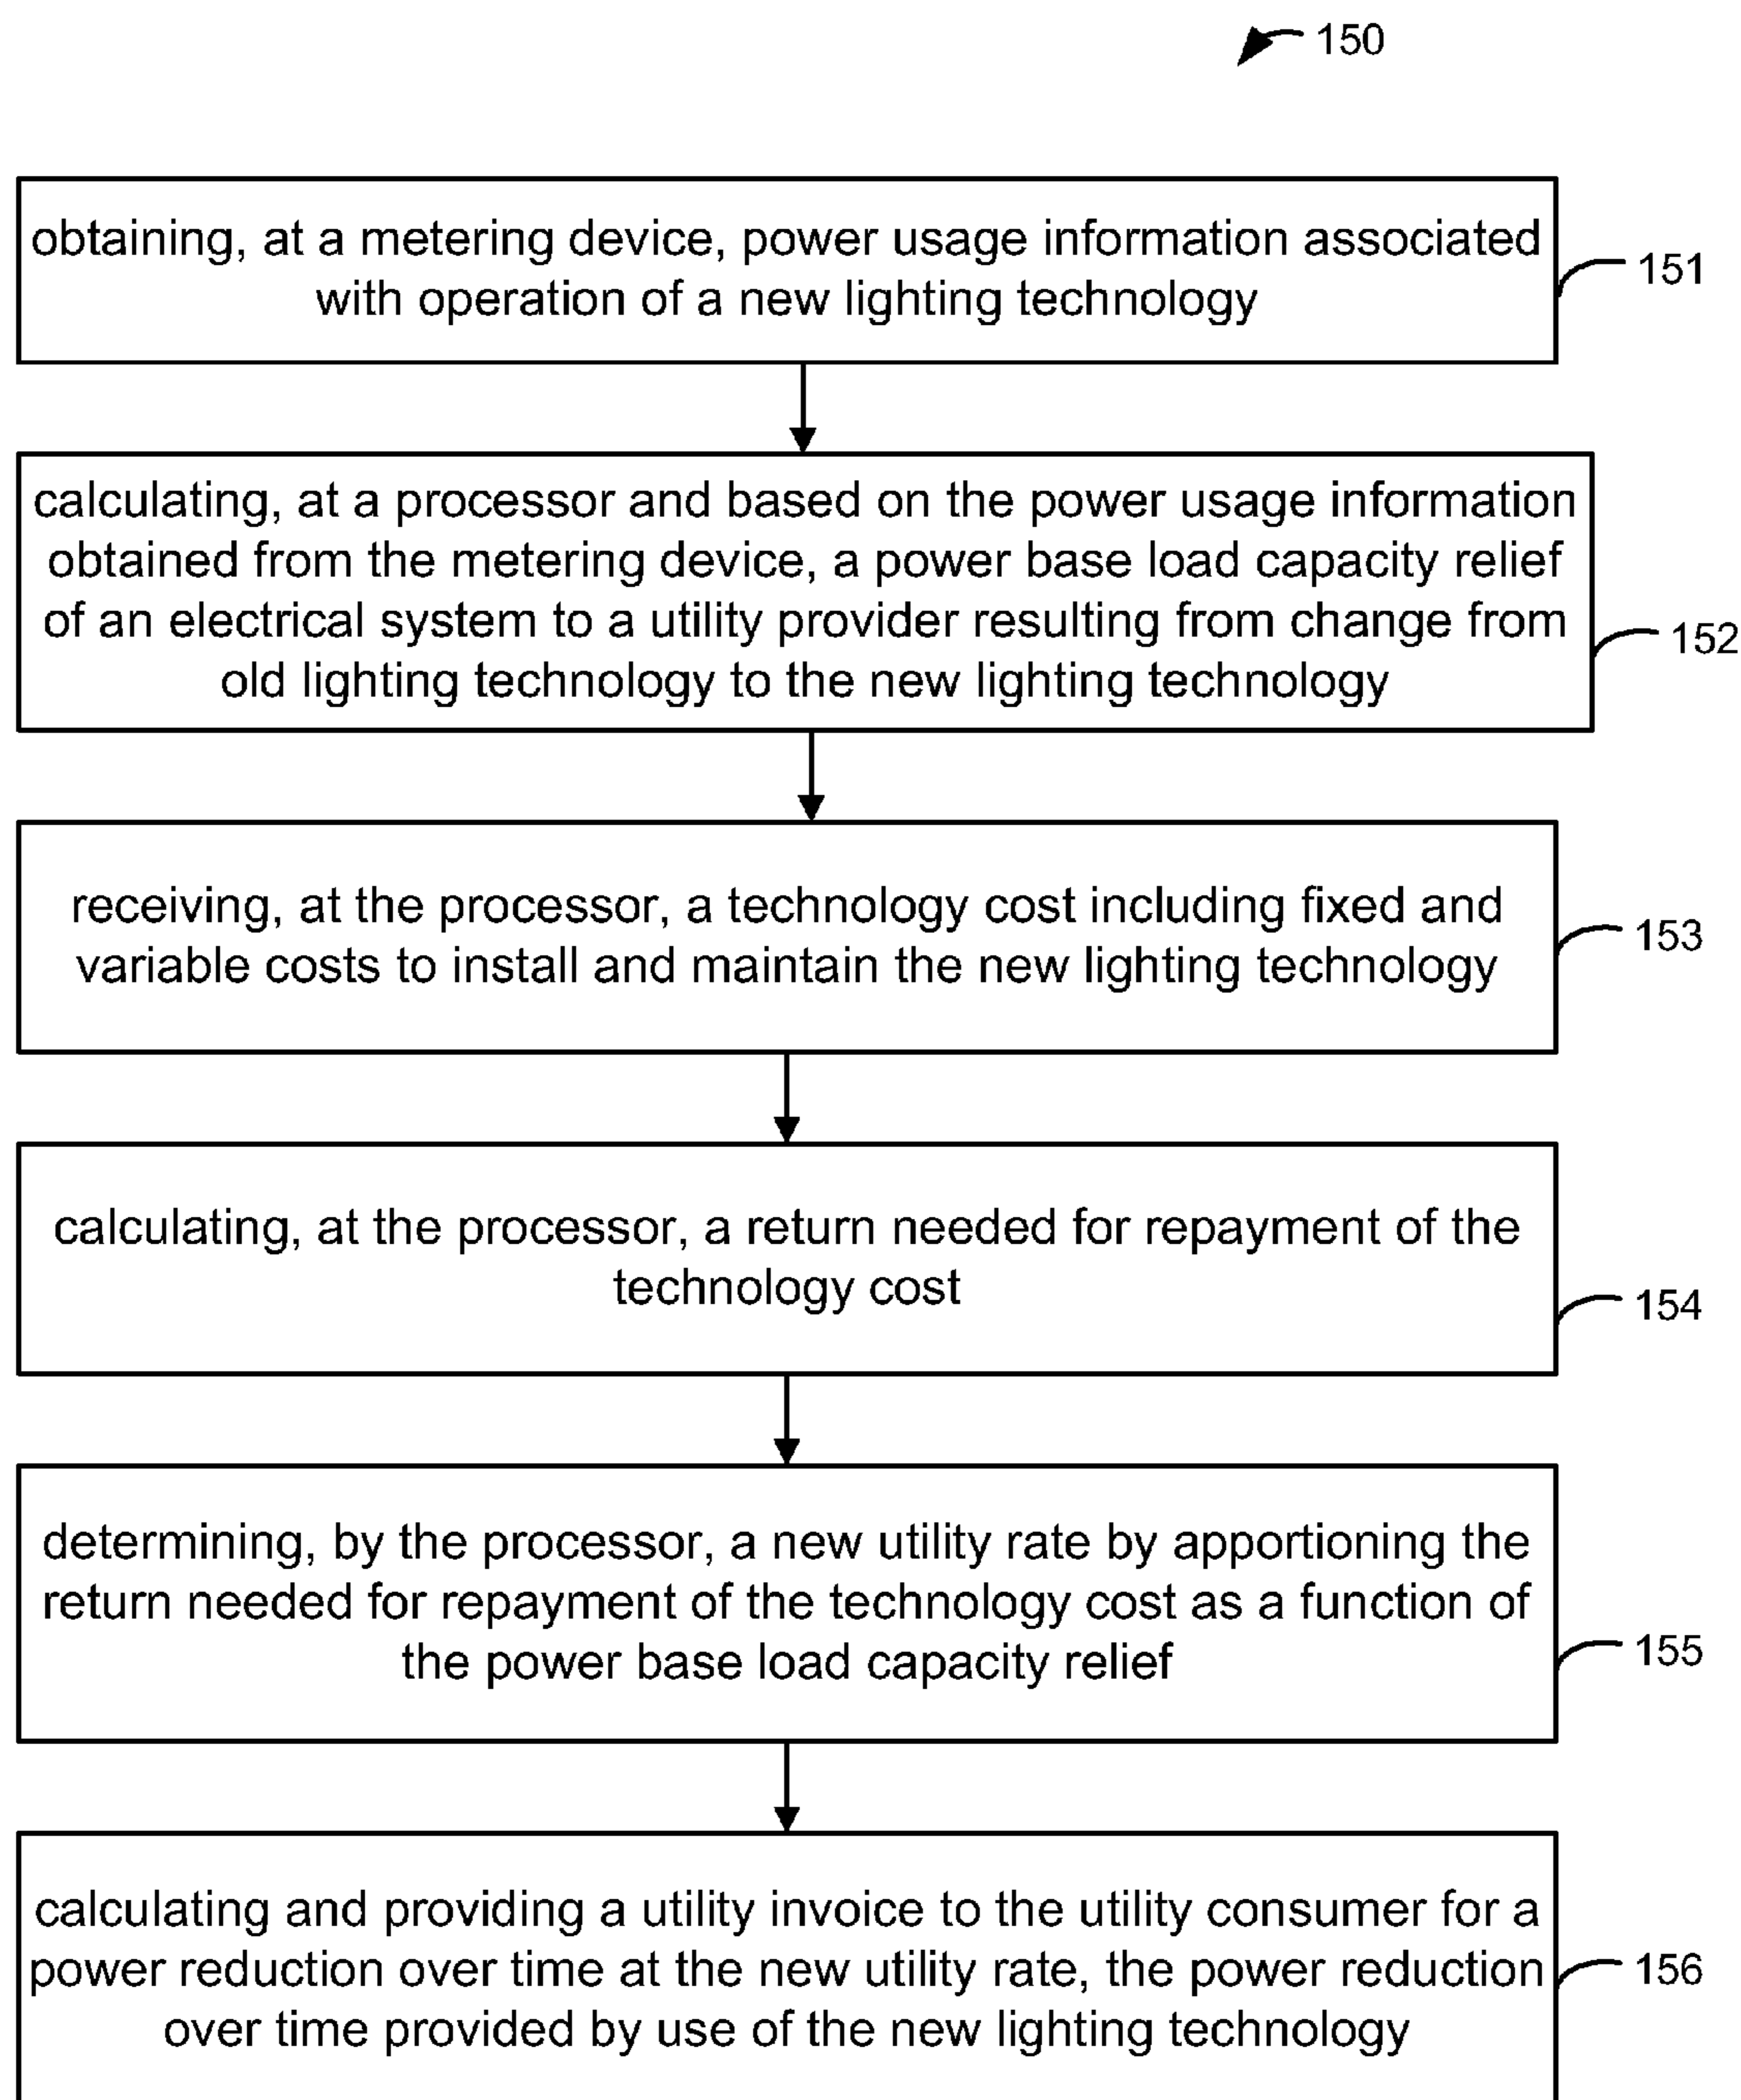 150
obtaining, at a metering device, power usage information associated
with operation of a new lighting technology
151
calculating, at a processor and based on the power usage information
obtained from the metering device, a power base load capacity relief
of an electrical system to a utility provider resulting from change from
old lighting technology to the new lighting technology
152
receiving, at the processor, a technology cost including fixed and
variable costs to install and maintain the new lighting technology
153
calculating, at the processor, a return needed for repayment of the
technology cost
154
determining, by the processor, a new utility rate by apportioning the
return needed for repayment of the technology cost as a function of
the power base load capacity relief
155
calculating and providing a utility invoice to the utility consumer for a
power reduction over time at the new utility rate, the power reduction
over time provided by use of the new lighting technology
156